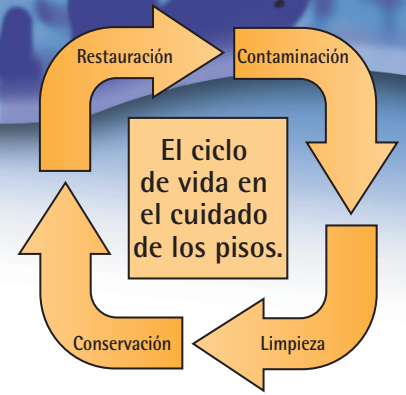 Restauración
Contaminación
El ciclo
de vida en
el cuidado
de los pisos.
Conservación
Limpieza